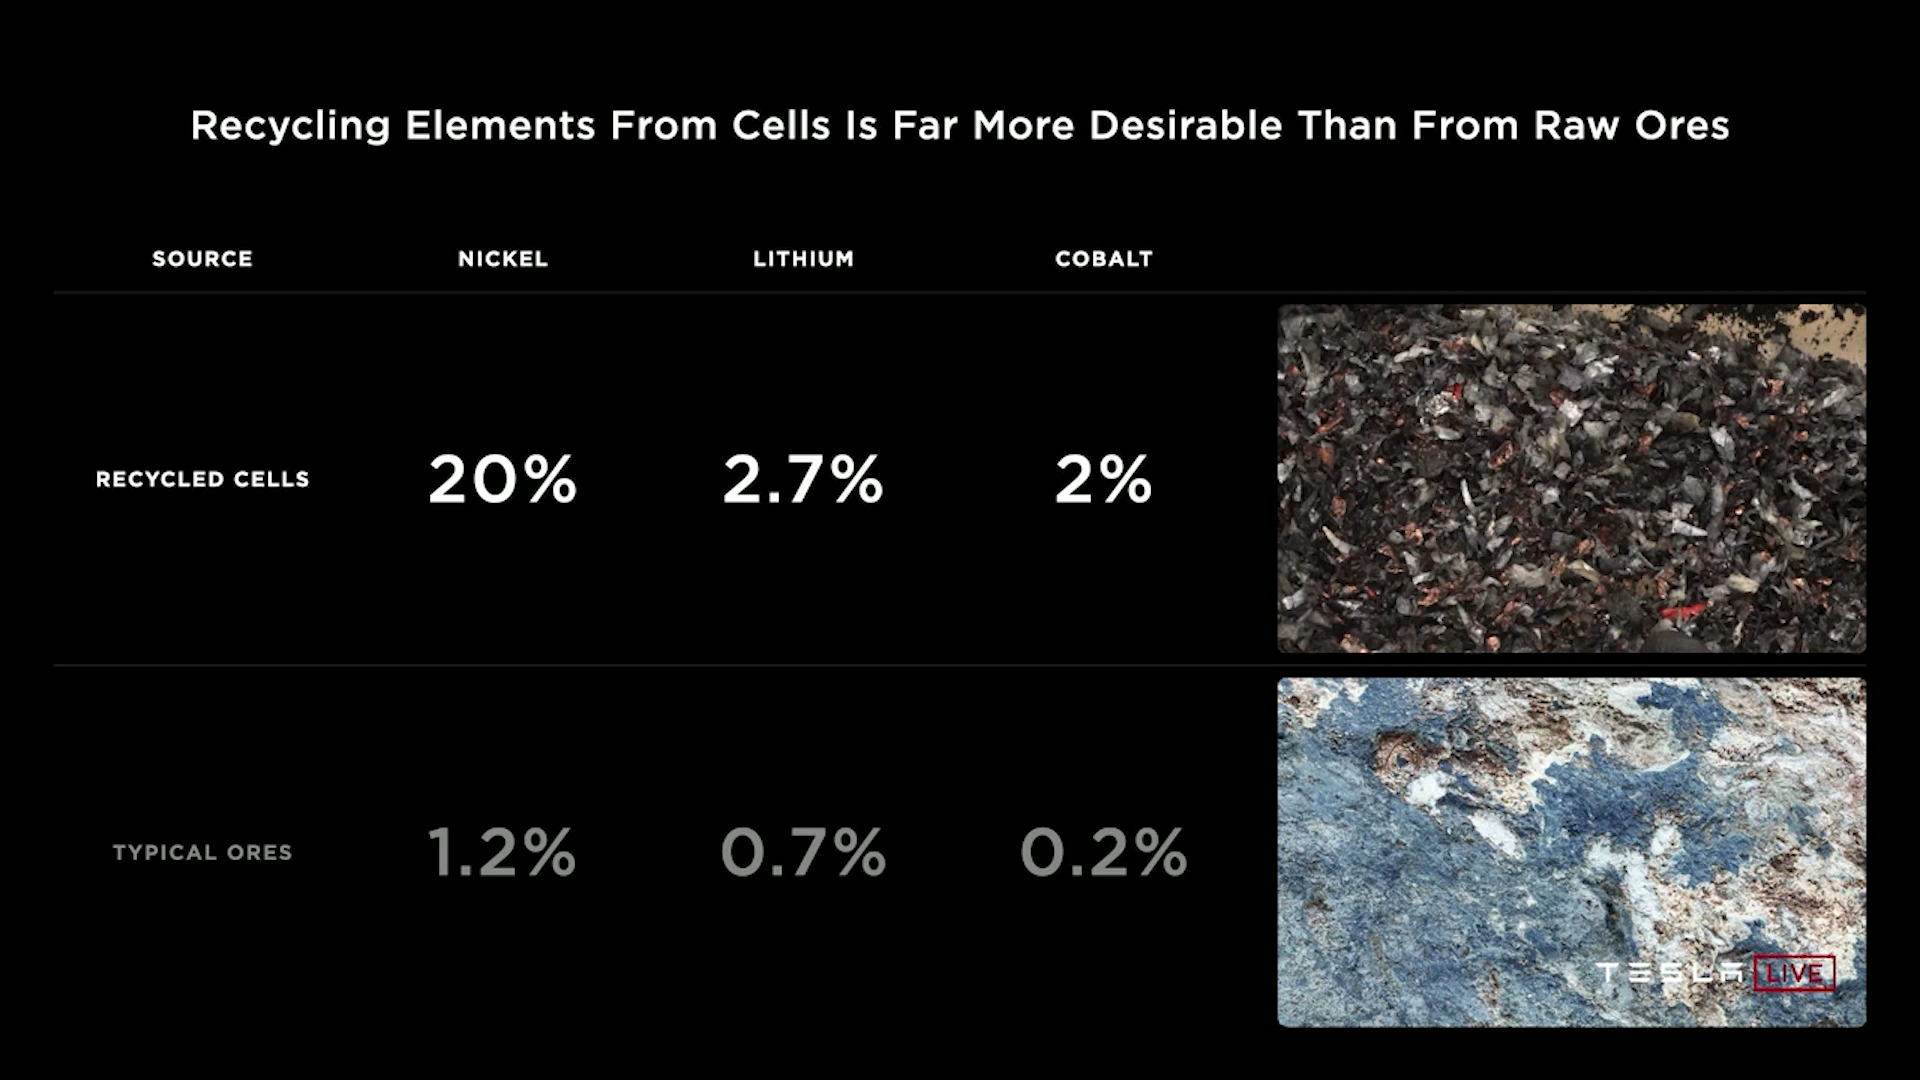 Recycling Elements From Cells Is Far More Desirable Than From Raw Ores
SOURCE NICKEL LITHIUM COBALT
RECYCLED CELLS 20% 2.7% 2%
TYPICAL ORES 1.2% 0.7% 0.2%
TESLA LIVE